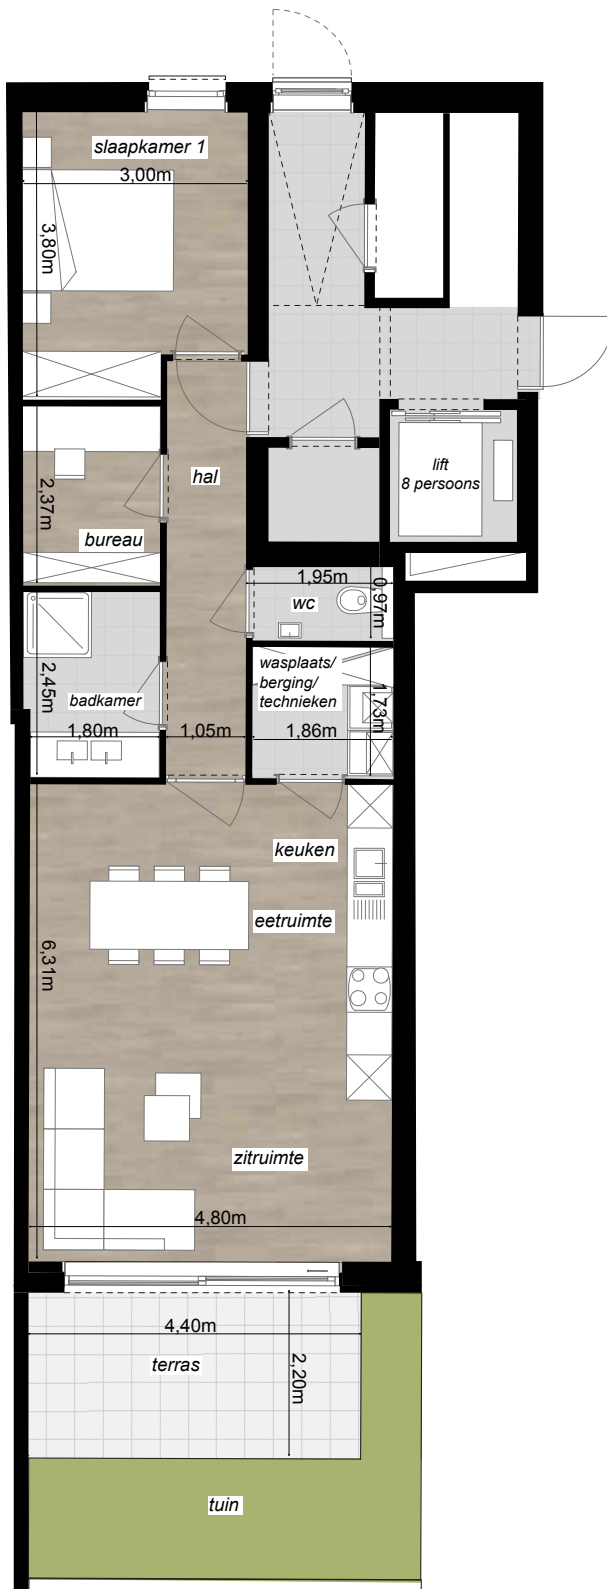 slaapkamer 1
3,00m
3,80m
hal
2,37m
bureau
lift
8 persoons
1,95m
0,97m
wc
wasplaats/
berging/
technieken
1,73m
2,45m
badkamer
1,80m
1,05m
1,86m
keuken
eetruimte
6,31m
zitruimte
4,80m
4,40m
terras
2,20m
tuin